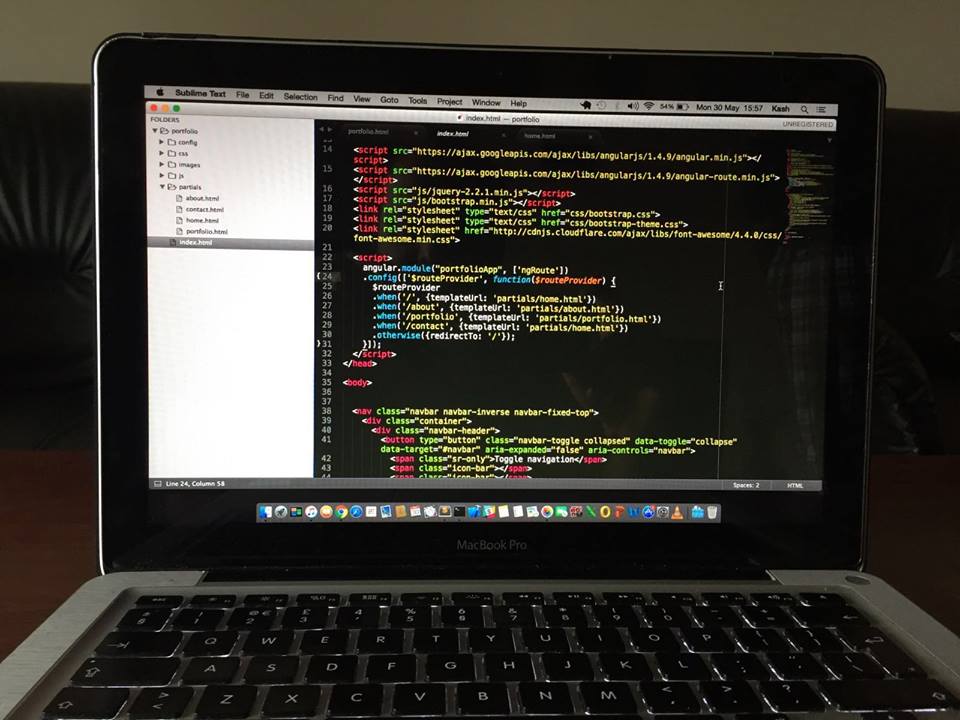 Sublime Text File Edit Selection Find View Goto Tools Project Window Help 54% Mon 30 May 15:57 Kash
index.html — portfolio
UNREGISTERED
FOLDERS
portfolio
config
css
images
js
partials
about.html
contact.html
home.html
portfolio.html
index.html
portfolio.html index.html home.html
14 <script src="https://ajax.googleapis.com/ajax/libs/angularjs/1.4.9/angular.min.js"></
script>
15 <script src="https://ajax.googleapis.com/ajax/libs/angularjs/1.4.9/angular-route.min.js">
</script>
16 <script src="js/jquery-2.2.1.min.js"></script>
17 <script src="js/bootstrap.min.js"></script>
18 <link rel="stylesheet" type="text/css" href="css/bootstrap.css">
19 <link rel="stylesheet" type="text/css" href="css/bootstrap-theme.css">
20 <link rel="stylesheet" href="http://cdnjs.cloudflare.com/ajax/libs/font-awesome/4.4.0/css/
font-awesome.min.css">
21
22 <script>
23 angular.module("portfolioApp", ['ngRoute'])
24 .config(['$routeProvider', function($routeProvider) {
25 $routeProvider
26 .when('/', {templateUrl: 'partials/home.html'})
27 .when('/about', {templateUrl: 'partials/about.html'})
28 .when('/portfolio', {templateUrl: 'partials/portfolio.html'})
29 .when('/contact', {templateUrl: 'partials/home.html'})
30 .otherwise({redirectTo: '/'});
31 }]);
32 </script>
33 </head>
34
35 <body>
36
37
38 <nav class="navbar navbar-inverse navbar-fixed-top">
39 <div class="container">
40 <div class="navbar-header">
41 <button type="button" class="navbar-toggle collapsed" data-toggle="collapse"
data-target="#navbar" aria-expanded="false" aria-controls="navbar">
42 <span class="sr-only">Toggle navigation</span>
43 <span class="icon-bar"></span>
44 <span class="icon-bar"></span>
Line 24, Column 58 Spaces: 2 HTML
MacBook Pro
Q W E R T Y U I O P
A S D F G H J K L
Z X C V B N M